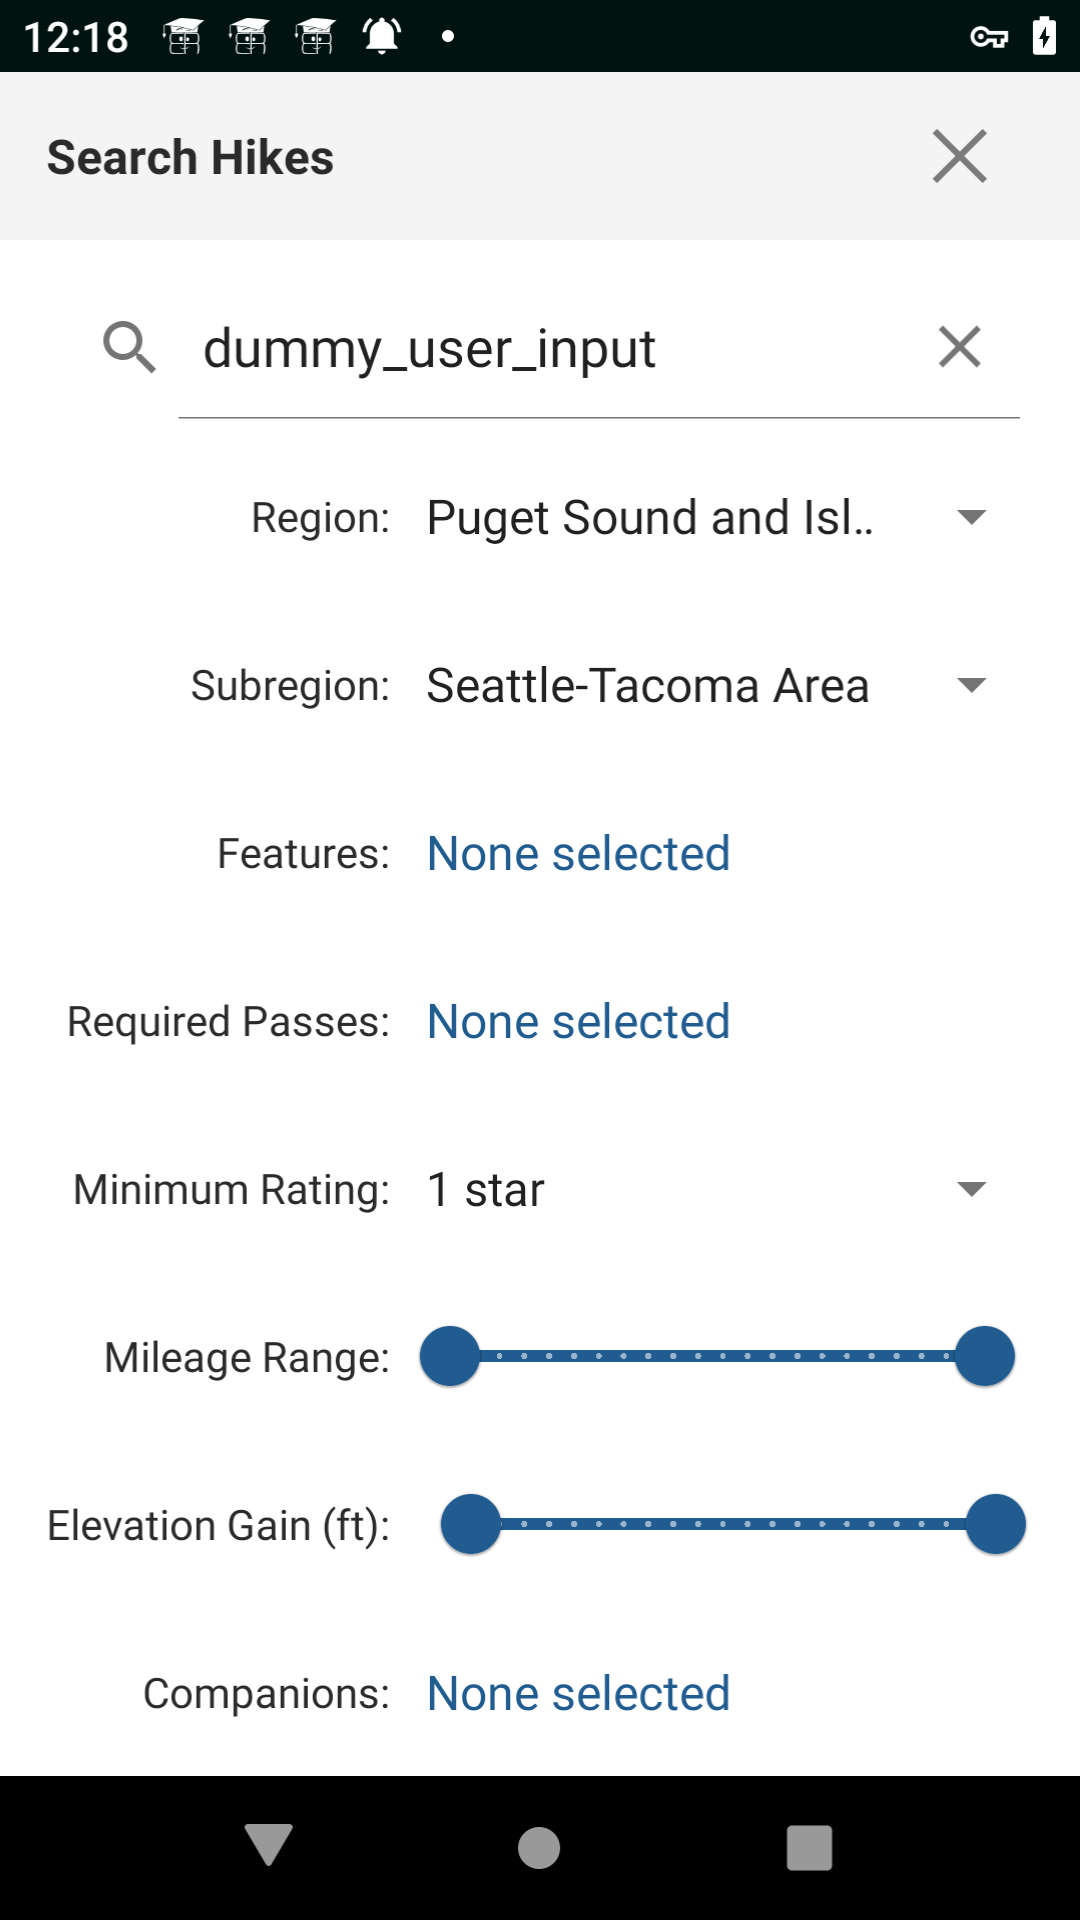 12:18
Search Hikes
dummy_user_input
Region: Puget Sound and Isl..
Subregion: Seattle-Tacoma Area
Features: None selected
Required Passes: None selected
Minimum Rating: 1 star
Mileage Range:
Elevation Gain (ft):
Companions: None selected